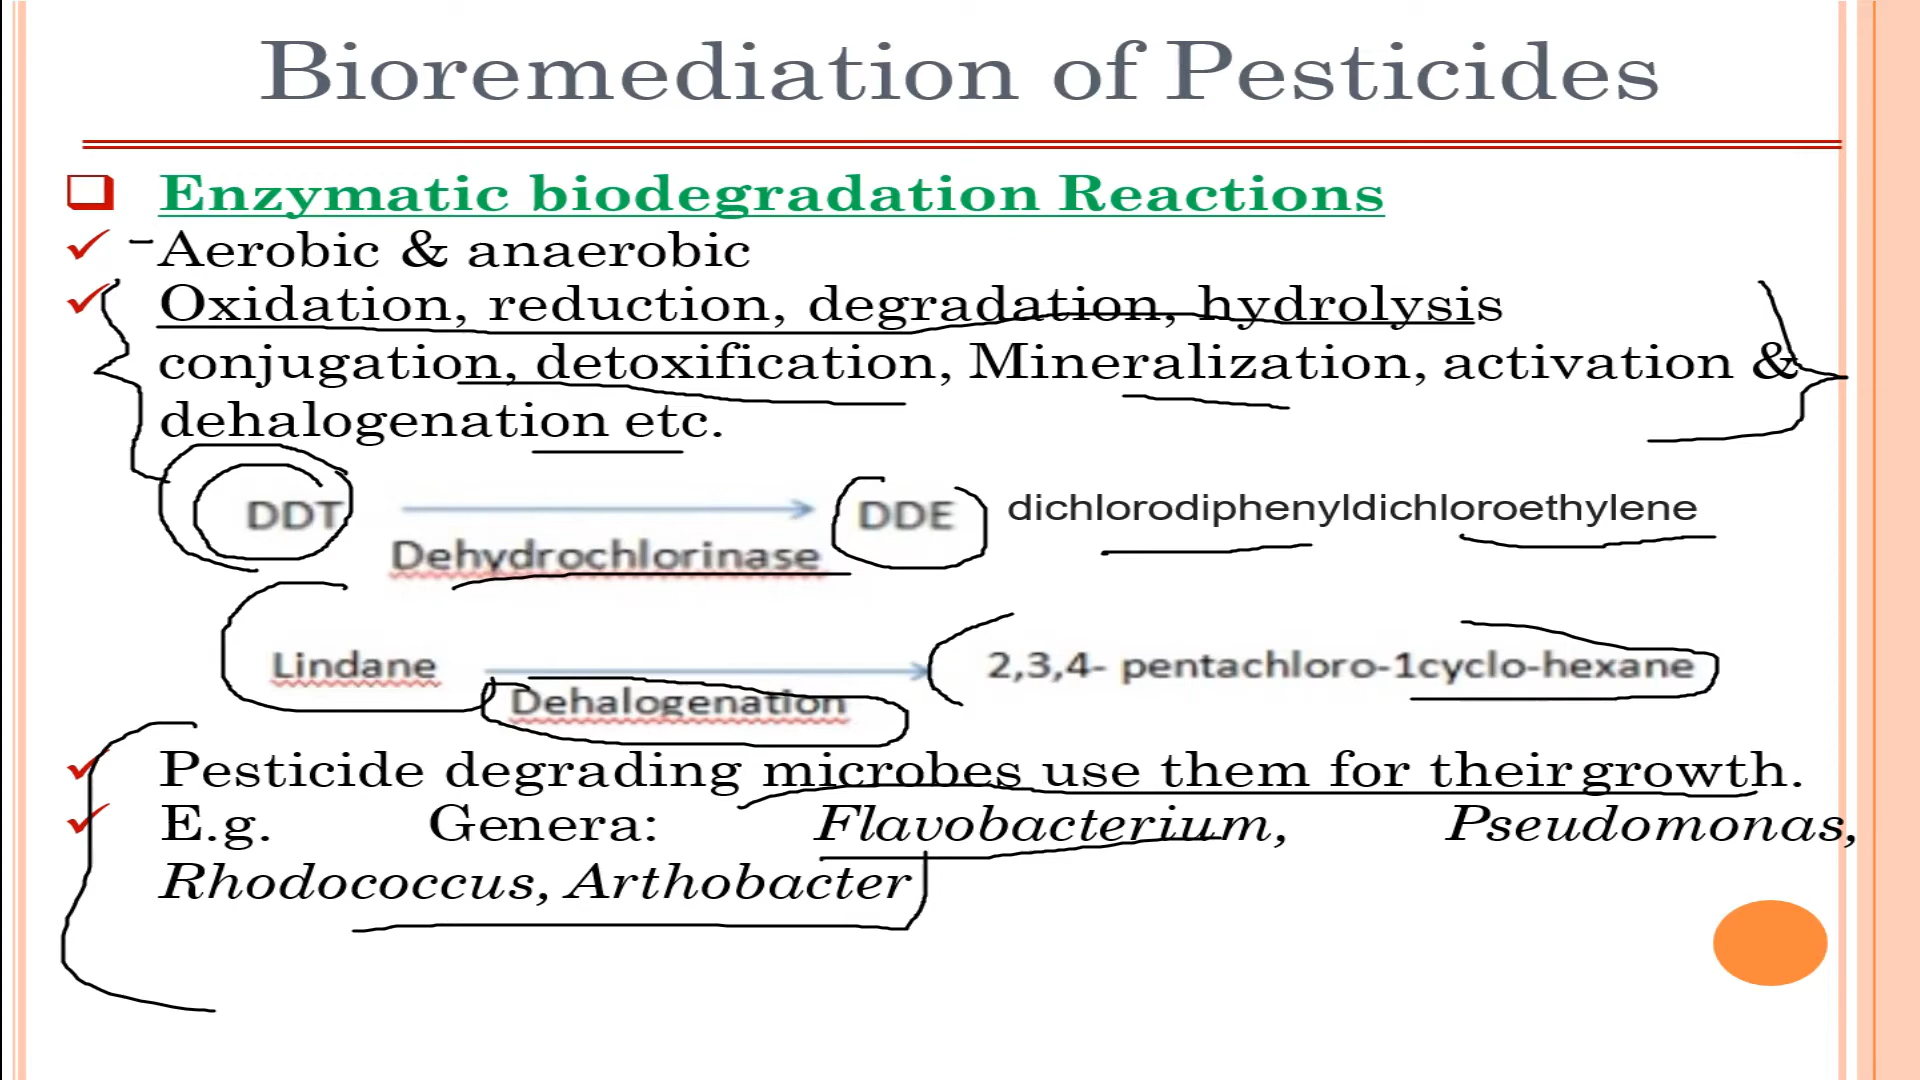 Bioremediation of Pesticides
Enzymatic biodegradation Reactions
Aerobic & anaerobic
Oxidation, reduction, degradation, hydrolysis
conjugation, detoxification, Mineralization, activation &
dehalogenation etc.
DDT DDE dichlorodiphenyldichloroethylene
Dehydrochlorinase
Lindane 2,3,4- pentachloro-1cyclo-hexane
Dehalogenation
Pesticide degrading microbes use them for their growth.
E.g. Genera: Flavobacterium, Pseudomonas,
Rhodococcus, Arthobacter